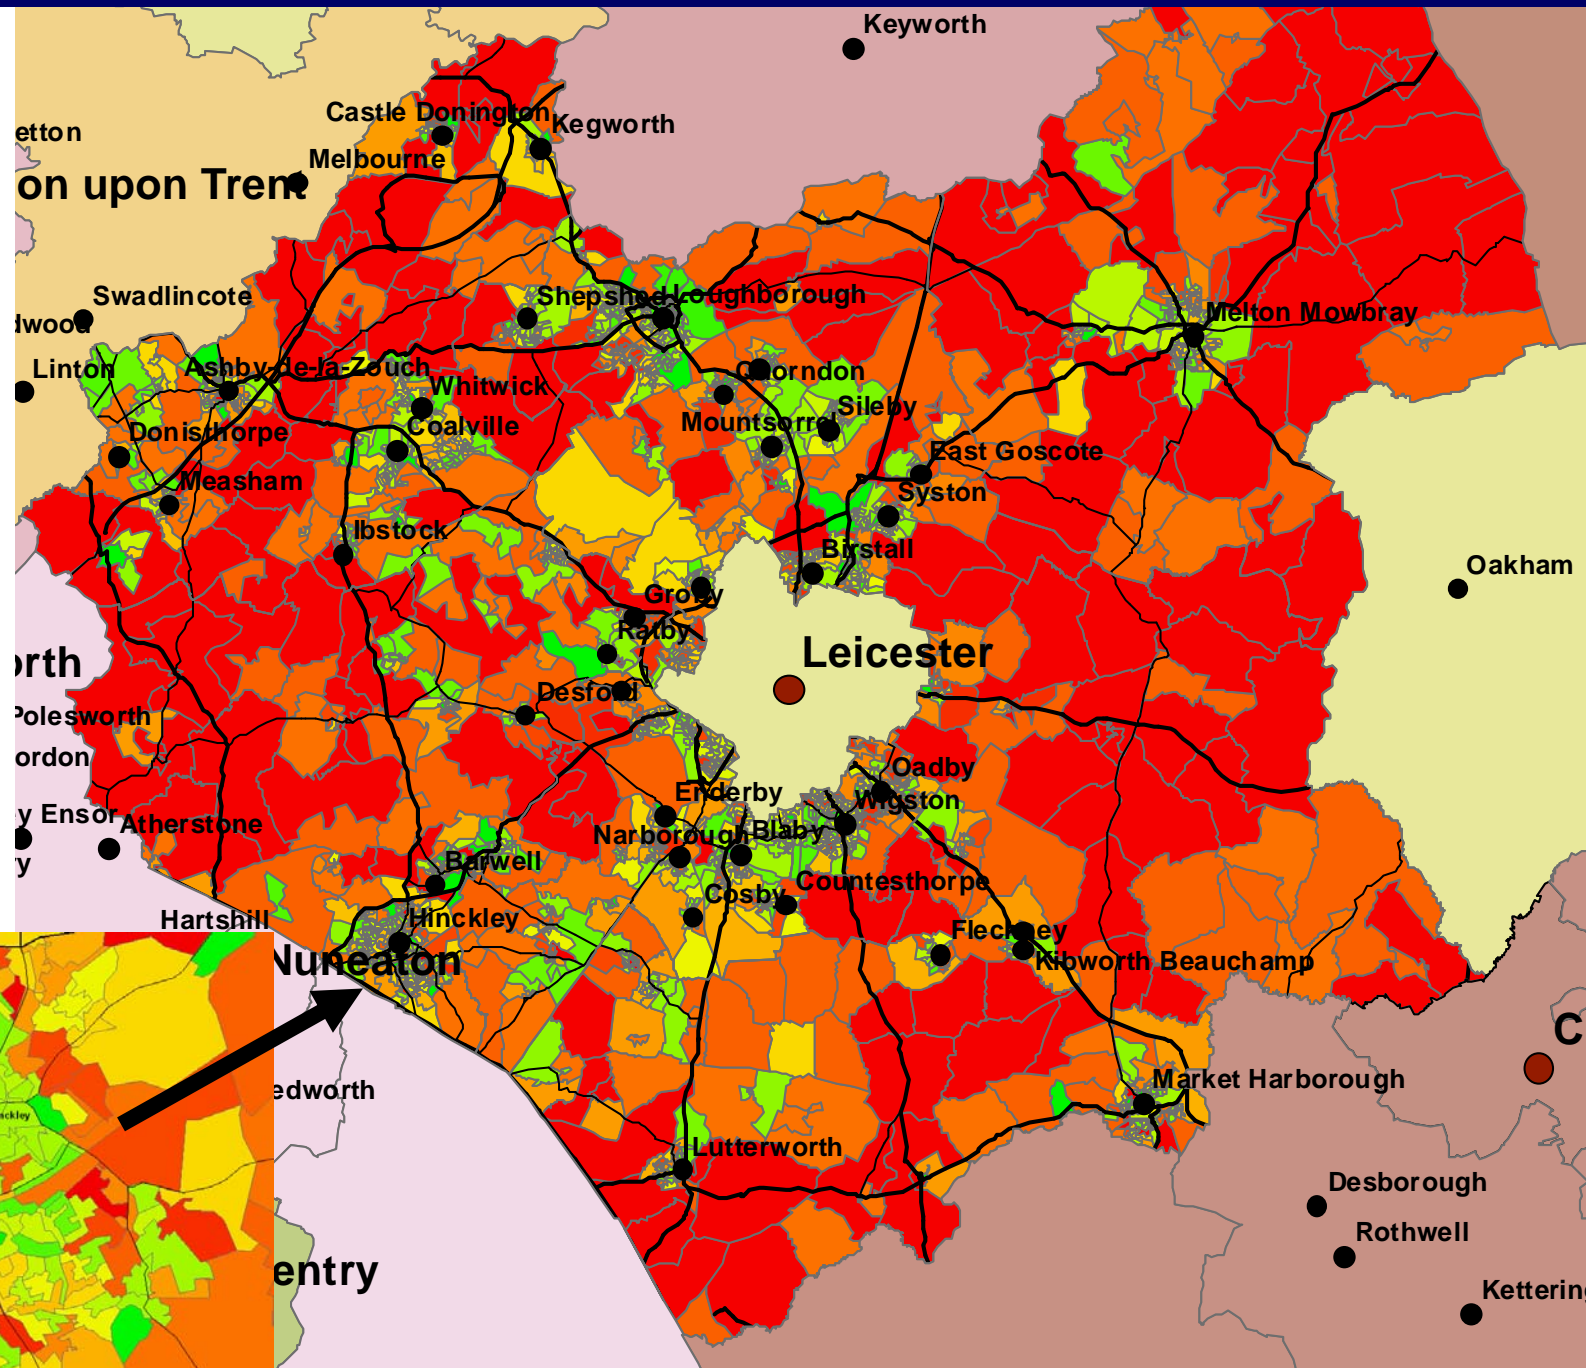 Keyworth
Castle Donington
Kegworth
etton
Melbourne
on upon Trent
Swadlincote
dwood
Shepshed
Loughborough
Melton Mowbray
Linton
Ashby-de-la-Zouch
Whitwick
Quorndon
Sileby
Mountsorrel
Coalville
Donisthorpe
East Goscote
Measham
Syston
Ibstock
Birstall
Oakham
Groby
Ratby
Leicester
orth
Desford
Polesworth
ordon
Oadby
Enderby
Wigston
y Ensor
Atherstone
Narborough
Blaby
ry
Barwell
Countesthorpe
Cosby
Hartshill
Hinckley
Fleckney
Nuneaton
Kibworth Beauchamp
C
edworth
Market Harborough
nckley
Lutterworth
Desborough
Rothwell
entry
Kettering